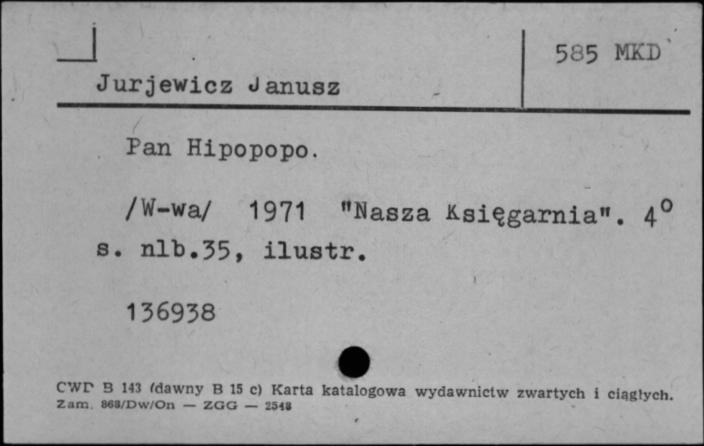 585 MKD
Jurjewicz Janusz
Pan Hipopopo.
/W-wa/ 1971 "Nasza Księgarnia". 4°
s. nlb.35, ilustr.
136938
CWD B 143 (dawny B 15 c) Karta katalogowa wydawnictw zwartych i ciągłych.
Zam. 868/Dw/On — ZGG — 2548